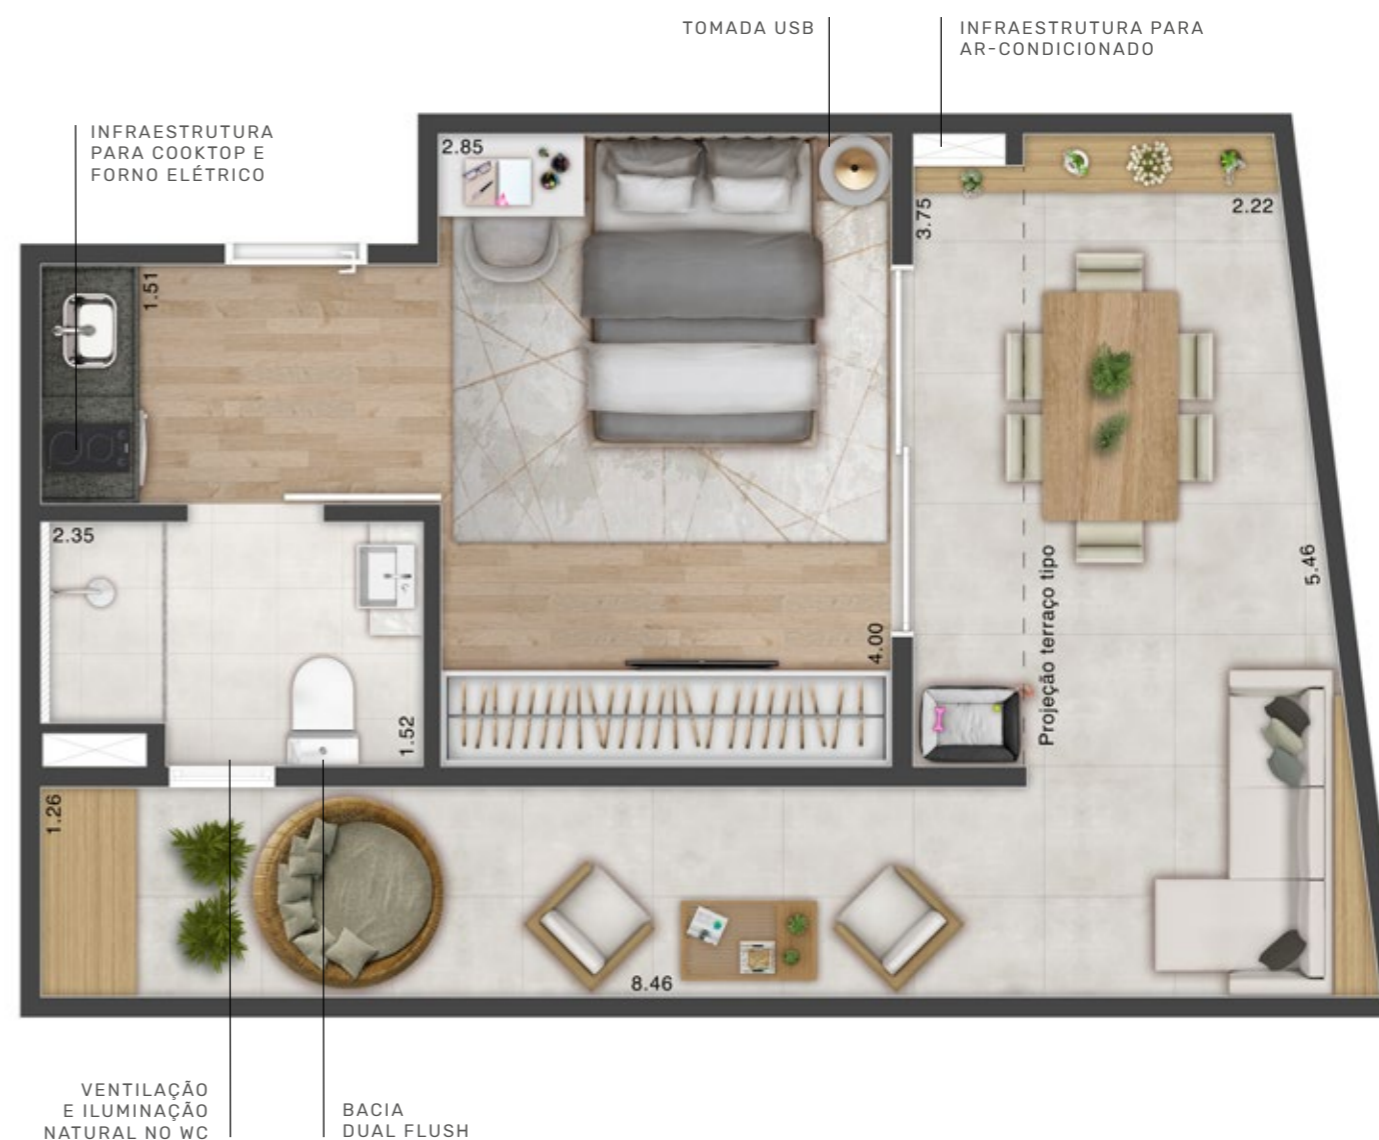 TOMADA USB
INFRAESTRUTURA PARA
AR-CONDICIONADO
INFRAESTRUTURA
PARA COOKTOP E
FORNO ELÉTRICO
2.85
3.75
2.22
1.51
2.35
5.46
Projeção terraço tipo
4.00
1.52
1.26
8.46
VENTILAÇÃO
E ILUMINAÇÃO
NATURAL NO WC
BACIA
DUAL FLUSH